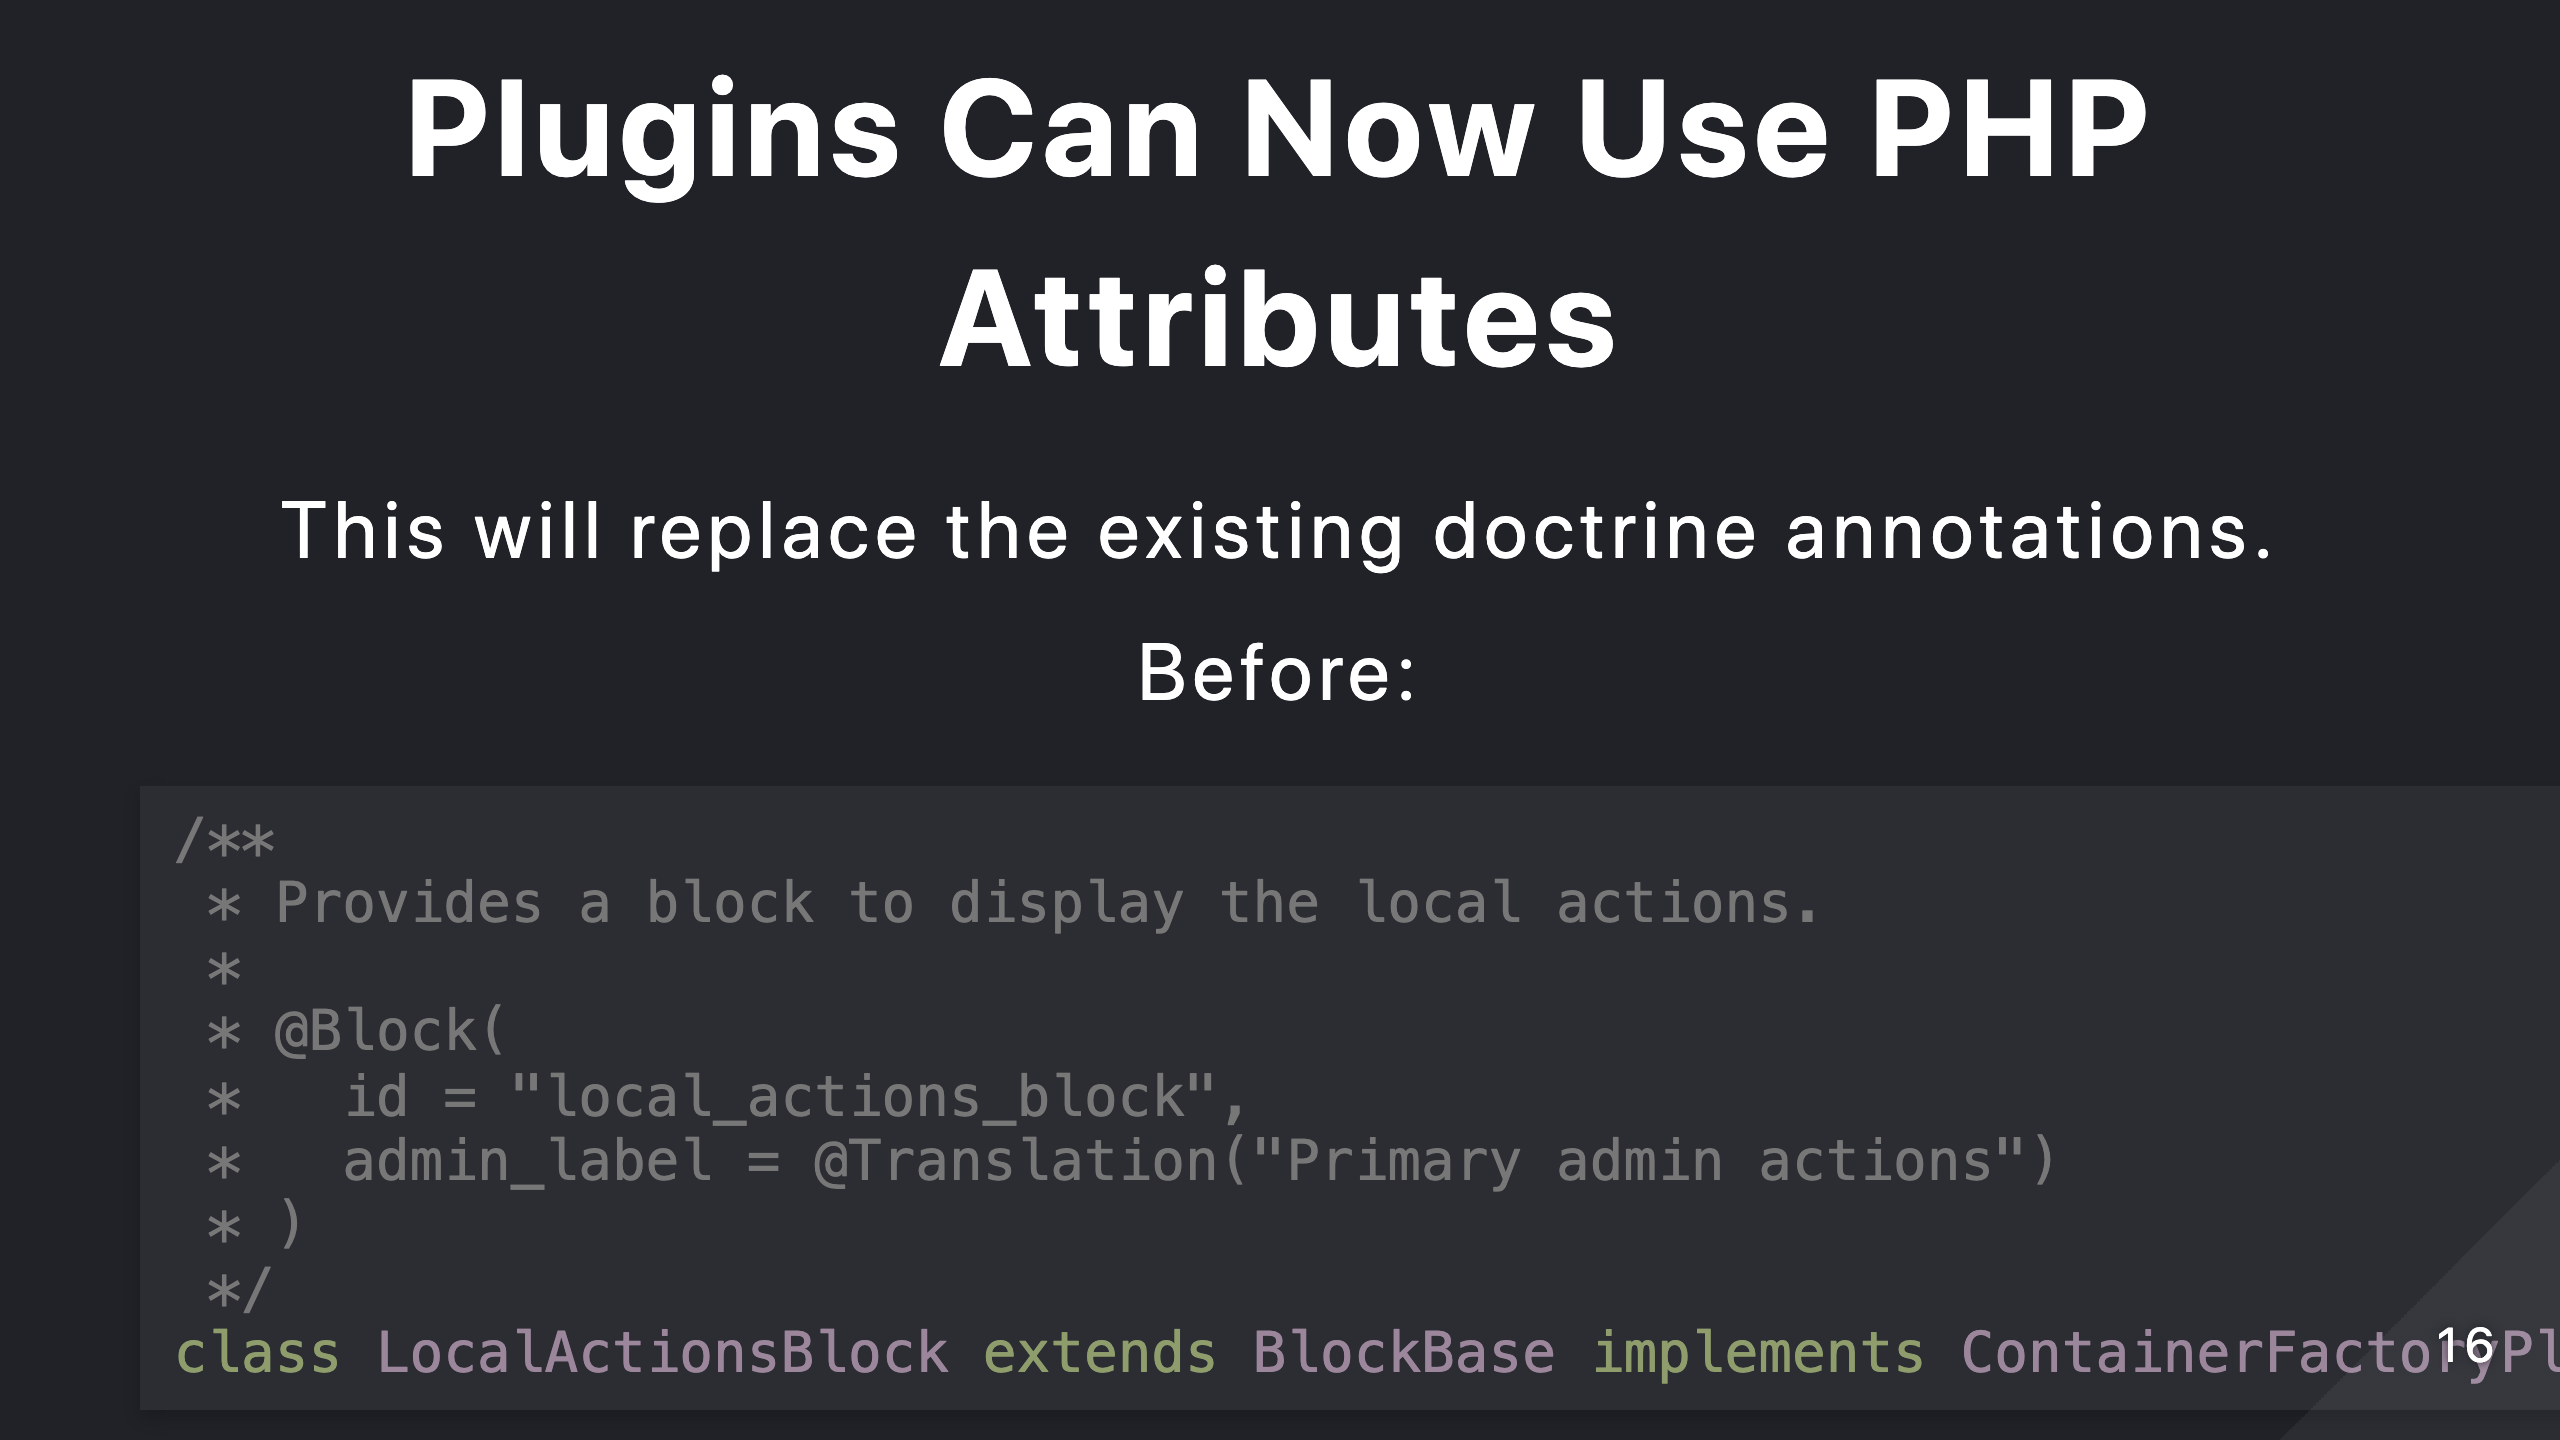 Plugins Can Now Use PHP
Attributes
This will replace the existing doctrine annotations.
Before:
/**
 * Provides a block to display the local actions.
 *
 * @Block(
 *   id = "local_actions_block",
 *   admin_label = @Translation("Primary admin actions")
 * )
 */
class LocalActionsBlock extends BlockBase implements ContainerFactoryPl
16